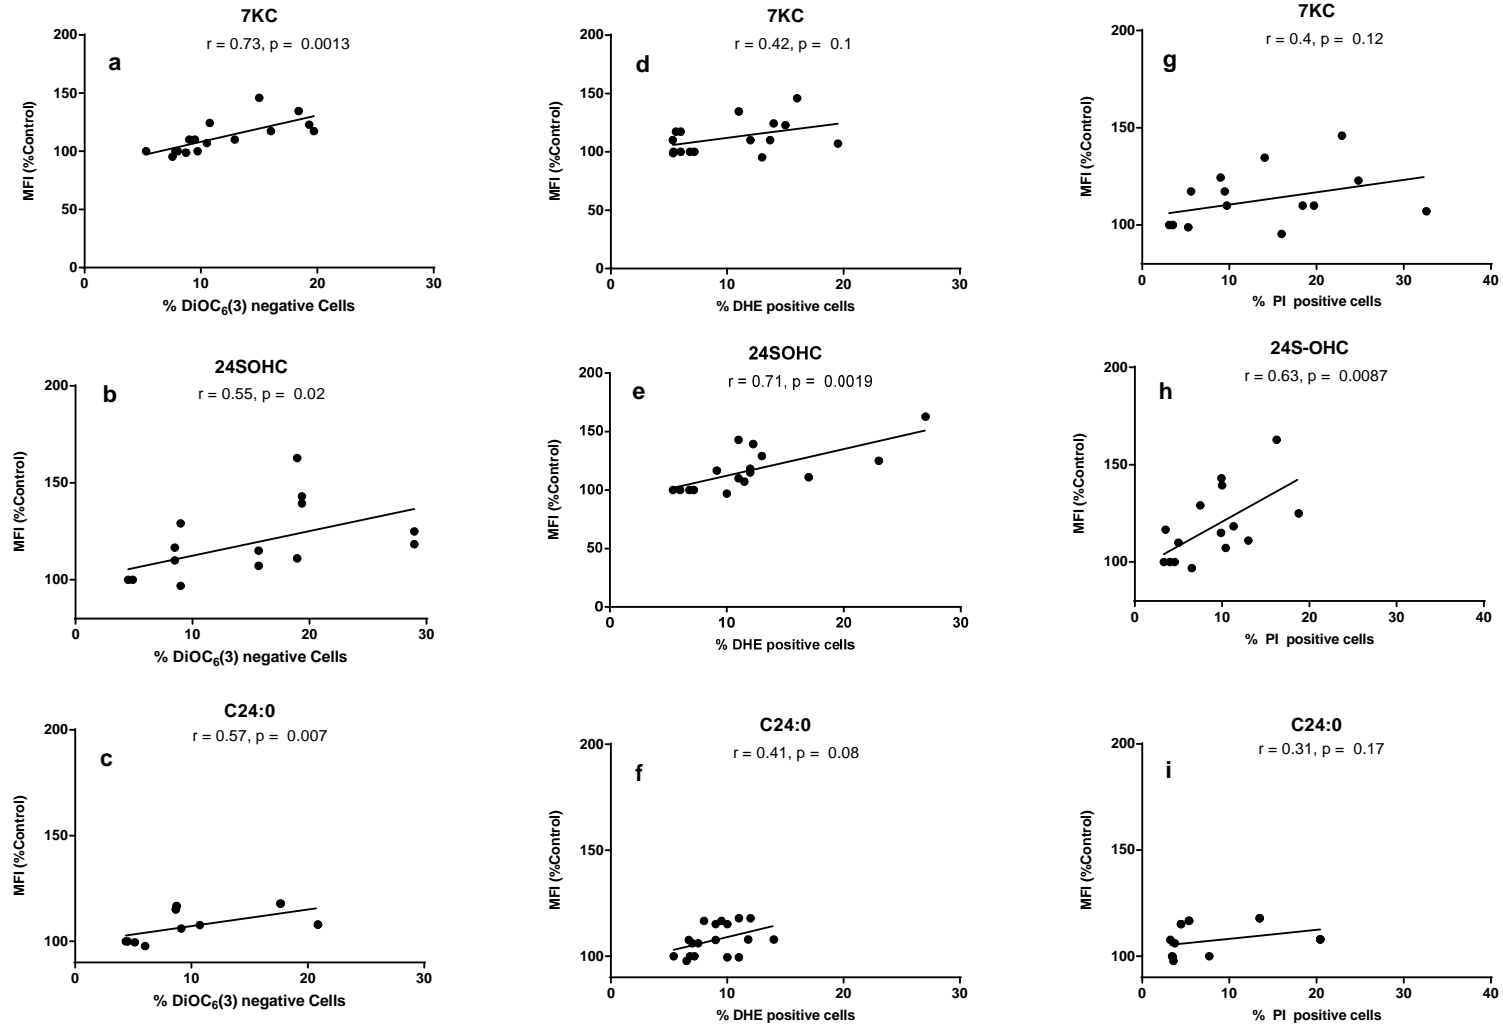 7KC
r = 0.73, p = 0.0013
a
MFI (%Control)
200
150
100
50
0
0 10 20 30
% DiOC6(3) negative Cells
7KC
r = 0.42, p = 0.1
d
MFI (%Control)
200
150
100
50
0
0 10 20 30
% DHE positive cells
7KC
r = 0.4, p = 0.12
g
MFI (%Control)
200
150
100
0 10 20 30 40
% PI positive cells
24SOHC
r = 0.55, p = 0.02
b
MFI (%Control)
200
150
100
0 10 20 30
% DiOC6(3) negative Cells
24SOHC
r = 0.71, p = 0.0019
e
MFI (%Control)
200
150
100
50
0
0 10 20 30
% DHE positive cells
24S-OHC
r = 0.63, p = 0.0087
h
MFI (%Control)
200
150
100
0 10 20 30 40
% PI positive cells
C24:0
r = 0.57, p = 0.007
c
MFI (%Control)
200
150
100
0 10 20 30
% DiOC6(3) negative Cells
C24:0
r = 0.41, p = 0.08
f
MFI (%Control)
200
150
100
0 10 20 30
% DHE positive cells
C24:0
r = 0.31, p = 0.17
i
MFI (%Control)
200
150
100
0 10 20 30 40
% PI positive cells